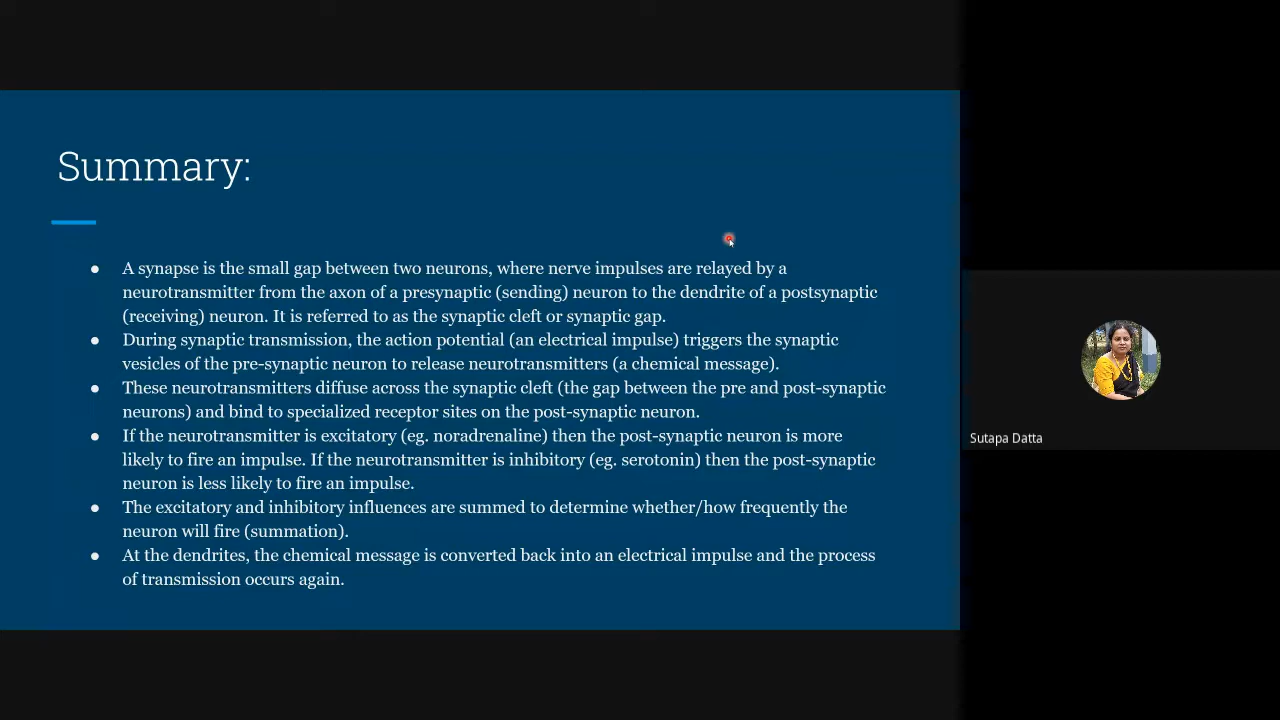 Summary:
● A synapse is the small gap between two neurons, where nerve impulses are relayed by a
neurotransmitter from the axon of a presynaptic (sending) neuron to the dendrite of a postsynaptic
(receiving) neuron. It is referred to as the synaptic cleft or synaptic gap.
● During synaptic transmission, the action potential (an electrical impulse) triggers the synaptic
vesicles of the pre-synaptic neuron to release neurotransmitters (a chemical message).
● These neurotransmitters diffuse across the synaptic cleft (the gap between the pre and post-synaptic
neurons) and bind to specialized receptor sites on the post-synaptic neuron.
● If the neurotransmitter is excitatory (eg. noradrenaline) then the post-synaptic neuron is more
likely to fire an impulse. If the neurotransmitter is inhibitory (eg. serotonin) then the post-synaptic
neuron is less likely to fire an impulse.
● The excitatory and inhibitory influences are summed to determine whether/how frequently the
neuron will fire (summation).
● At the dendrites, the chemical message is converted back into an electrical impulse and the process
of transmission occurs again.
Sutapa Datta